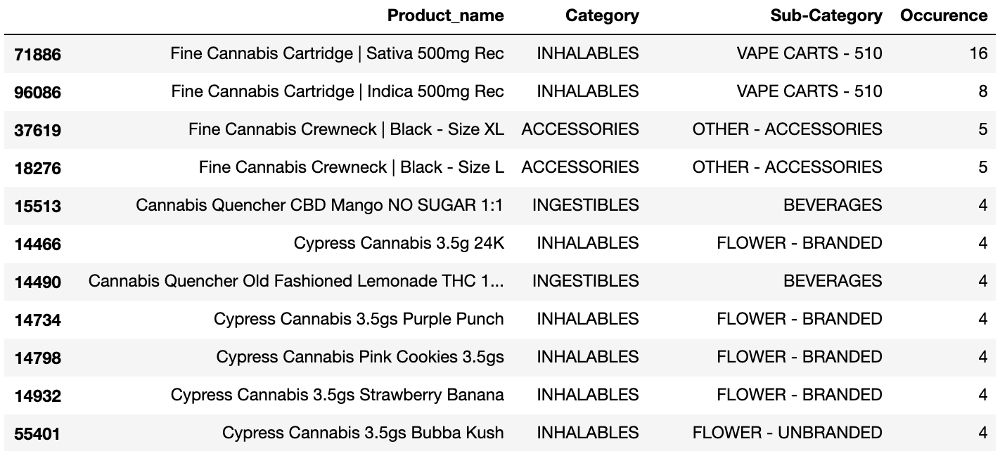 Product_name Category Sub-Category Occurence
71886 Fine Cannabis Cartridge | Sativa 500mg Rec INHALABLES VAPE CARTS - 510 16
96086 Fine Cannabis Cartridge | Indica 500mg Rec INHALABLES VAPE CARTS - 510 8
37619 Fine Cannabis Crewneck | Black - Size XL ACCESSORIES OTHER - ACCESSORIES 5
18276 Fine Cannabis Crewneck | Black - Size L ACCESSORIES OTHER - ACCESSORIES 5
15513 Cannabis Quencher CBD Mango NO SUGAR 1:1 INGESTIBLES BEVERAGES 4
14466 Cypress Cannabis 3.5g 24K INHALABLES FLOWER - BRANDED 4
14490 Cannabis Quencher Old Fashioned Lemonade THC 1... INGESTIBLES BEVERAGES 4
14734 Cypress Cannabis 3.5gs Purple Punch INHALABLES FLOWER - BRANDED 4
14798 Cypress Cannabis Pink Cookies 3.5gs INHALABLES FLOWER - BRANDED 4
14932 Cypress Cannabis 3.5gs Strawberry Banana INHALABLES FLOWER - BRANDED 4
55401 Cypress Cannabis 3.5gs Bubba Kush INHALABLES FLOWER - UNBRANDED 4